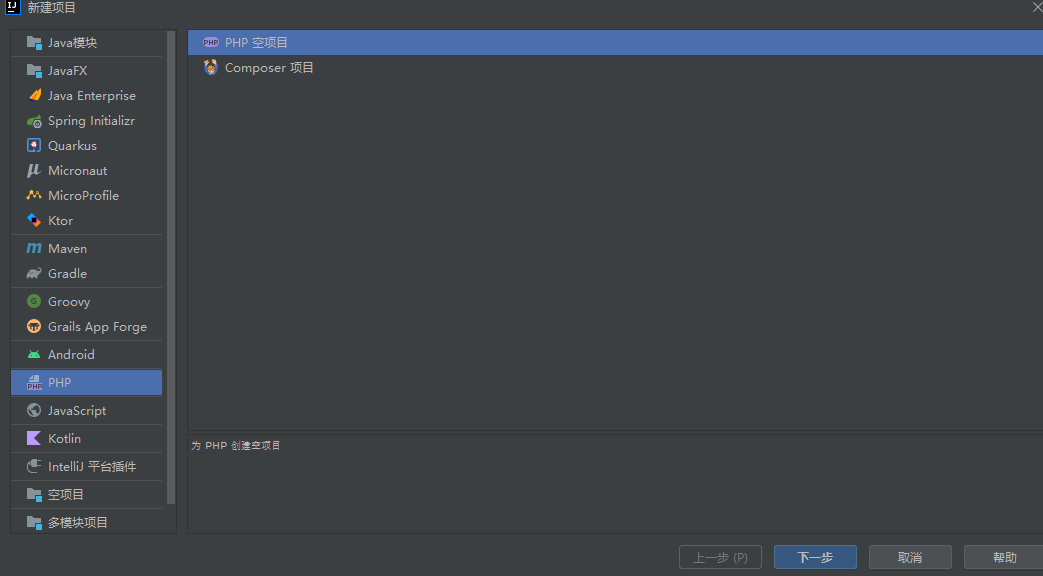 新建项目
Java模块
JavaFX
Java Enterprise
Spring Initializr
Quarkus
Micronaut
MicroProfile
Ktor
Maven
Gradle
Groovy
Grails App Forge
Android
PHP
JavaScript
Kotlin
IntelliJ 平台插件
空项目
多模块项目
PHP 空项目
Composer 项目
为 PHP 创建空项目
上一步 (P)
下一步
取消
帮助